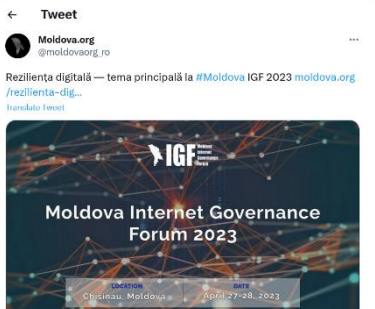 Tweet
Moldova.org
@moldovaorg_ro
Reziliența digitală — tema principală la #Moldova IGF 2023 moldova.org
/rezilienta-dig...
Translate Tweet
IGF
Moldova
Internet
Governance
Forum
Moldova Internet Governance
Forum 2023
LOCATION
Chisinau, Moldova
DATE
April 27-28, 2023